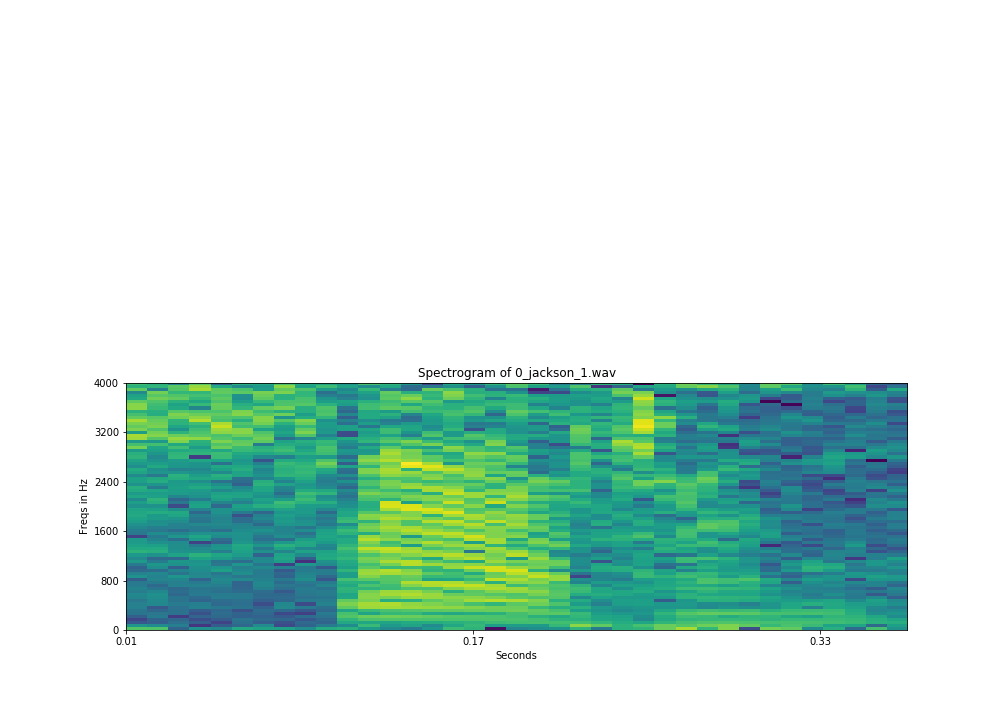 Spectrogram of 0_jackson_1.wav
4000
3200
2400
1600
800
0
Freqs in Hz
0.01 0.17 0.33
Seconds